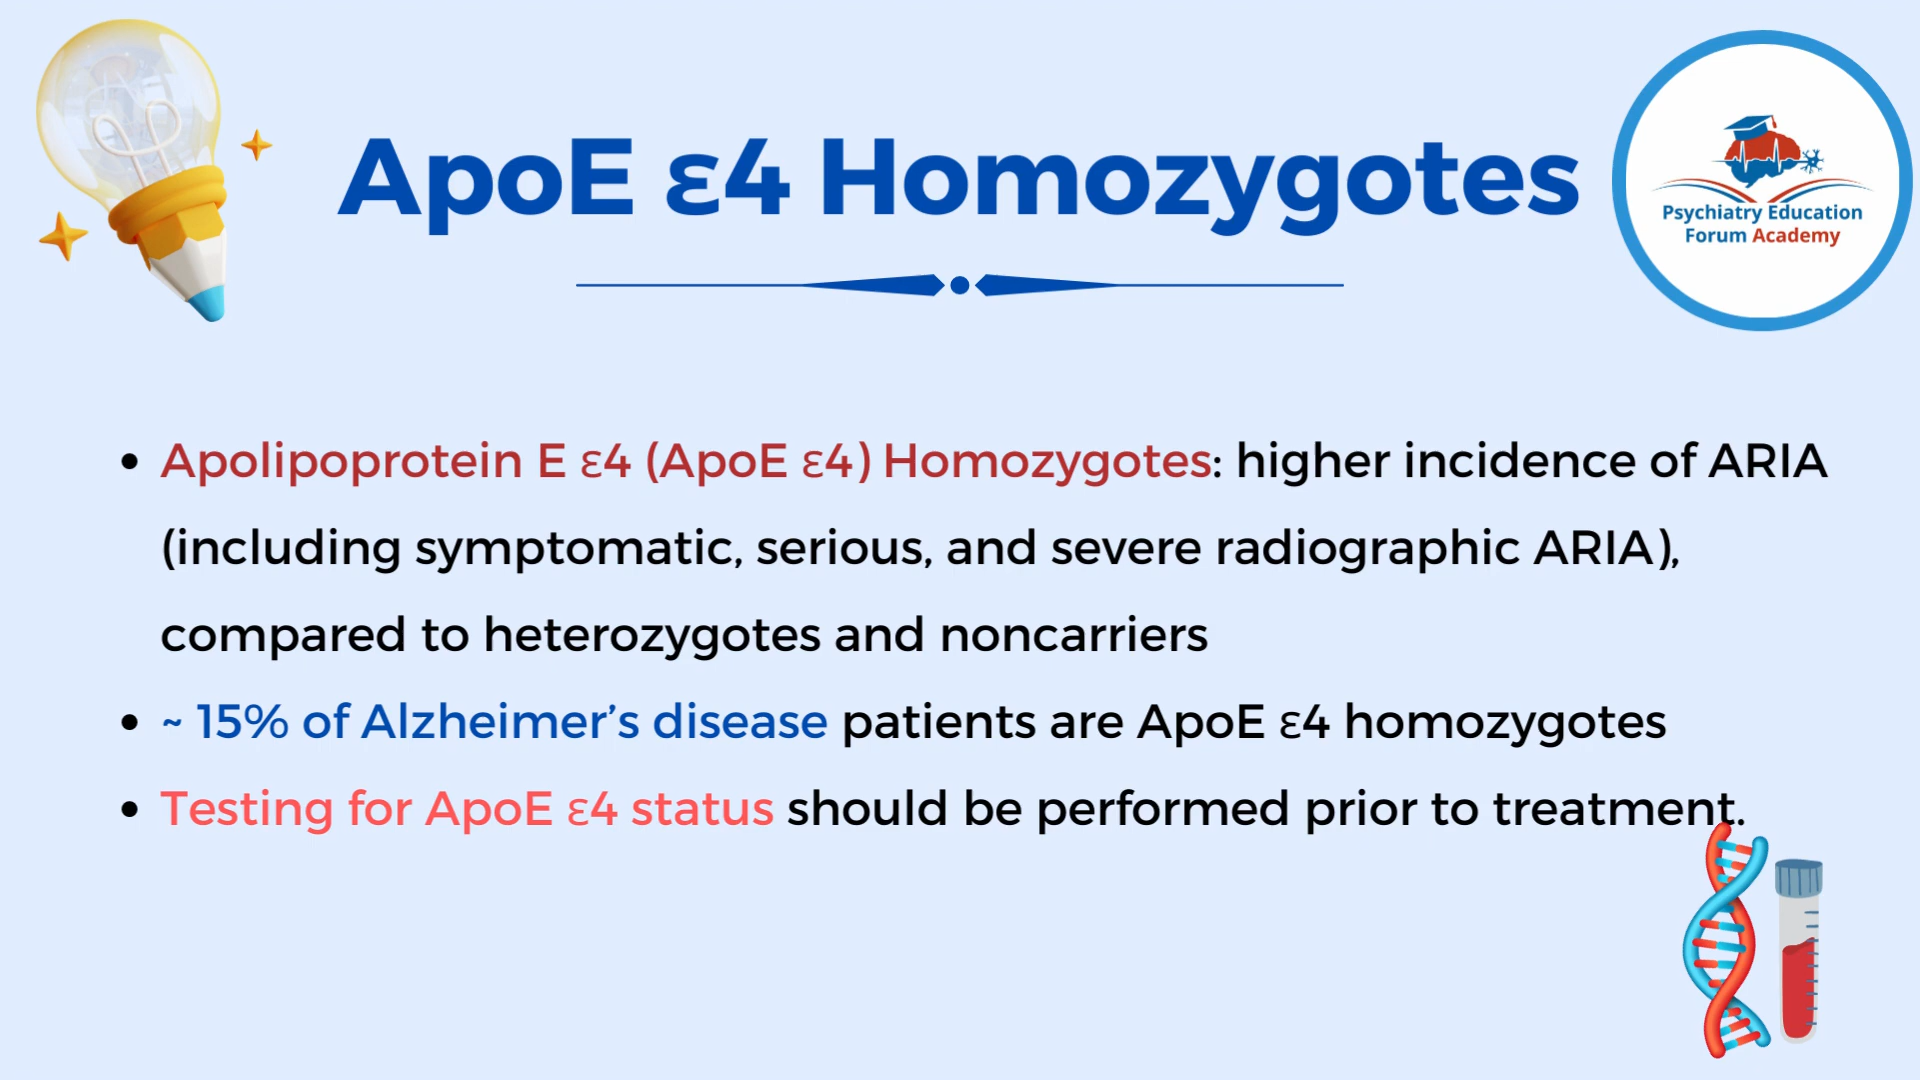 ApoE ε4 Homozygotes
Psychiatry Education
Forum Academy
• Apolipoprotein E ε4 (ApoE ε4) Homozygotes: higher incidence of ARIA
(including symptomatic, serious, and severe radiographic ARIA),
compared to heterozygotes and noncarriers
• ~ 15% of Alzheimer’s disease patients are ApoE ε4 homozygotes
• Testing for ApoE ε4 status should be performed prior to treatment.